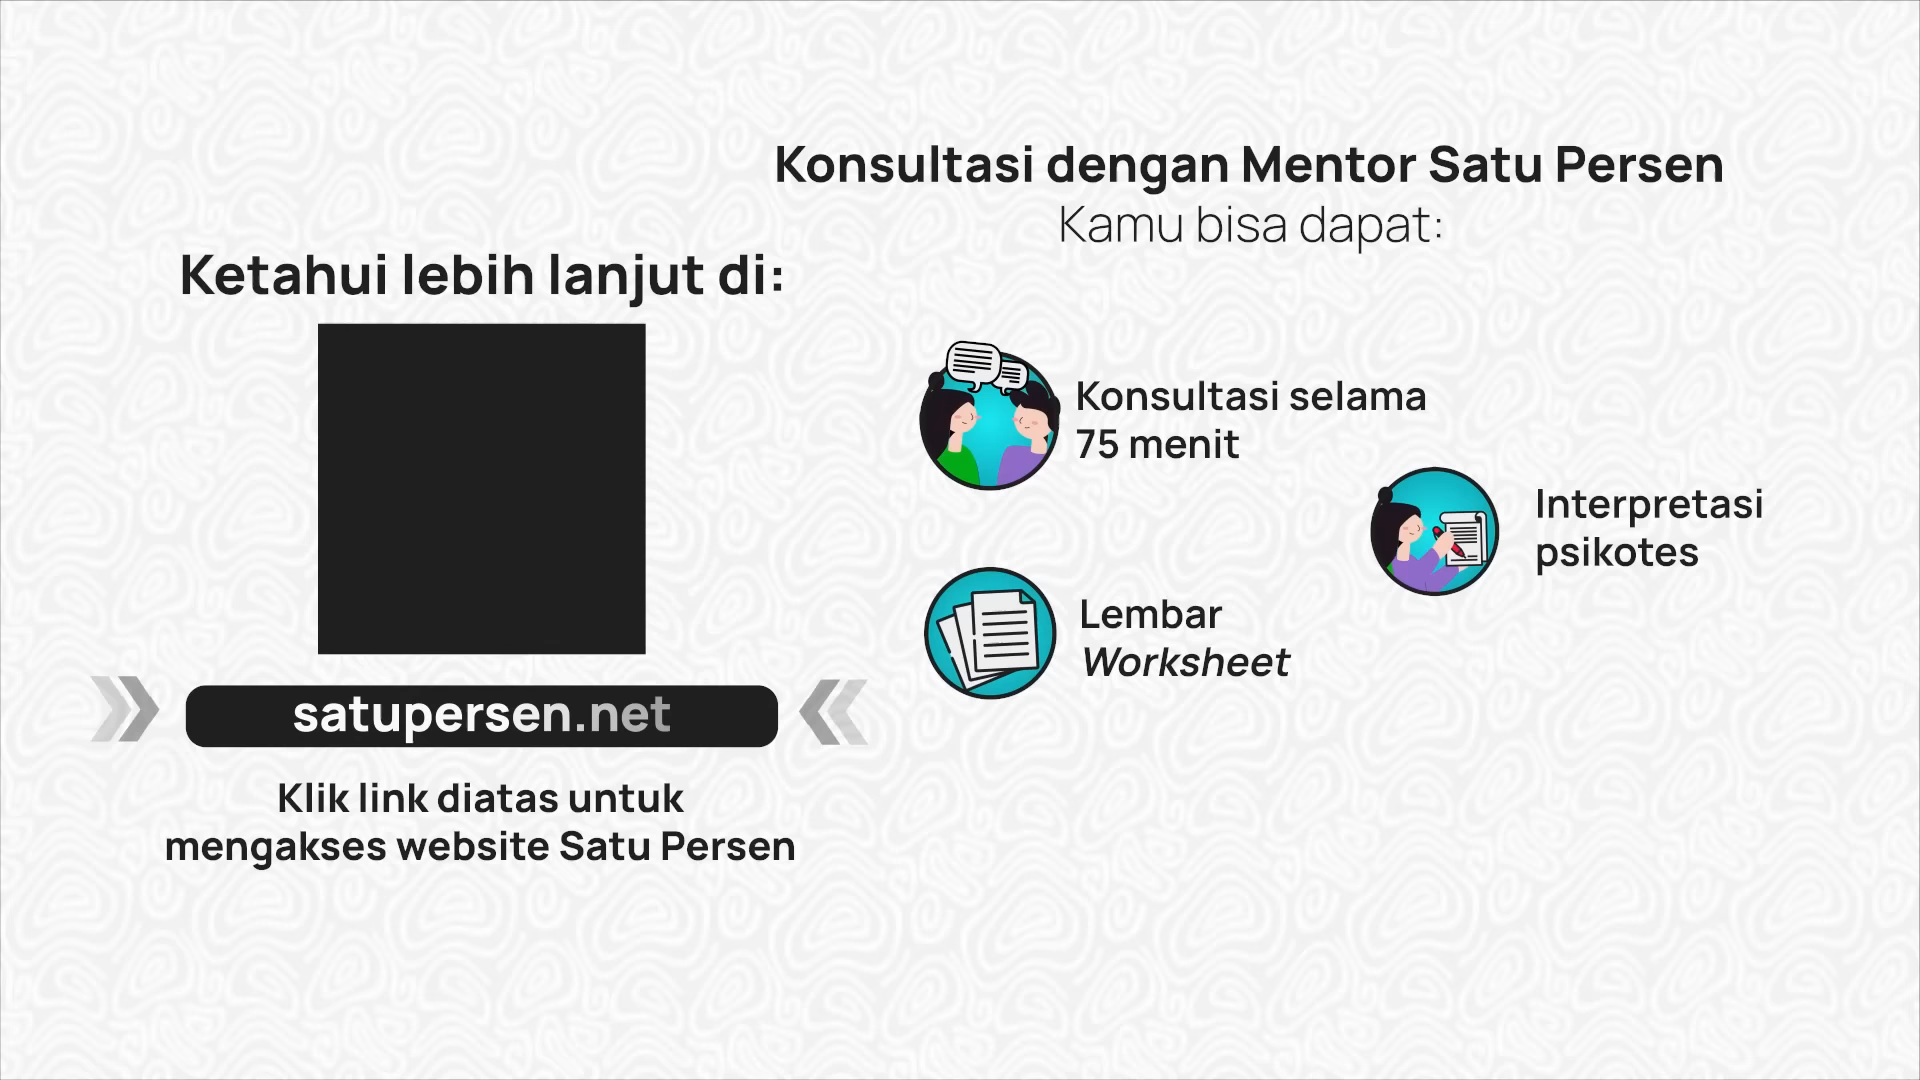 Konsultasi dengan Mentor Satu Persen
Kamu bisa dapat:
Ketahui lebih lanjut di:
satupersen.net
Klik link diatas untuk
mengakses website Satu Persen
Konsultasi selama
75 menit
Interpretasi
psikotes
Lembar
Worksheet